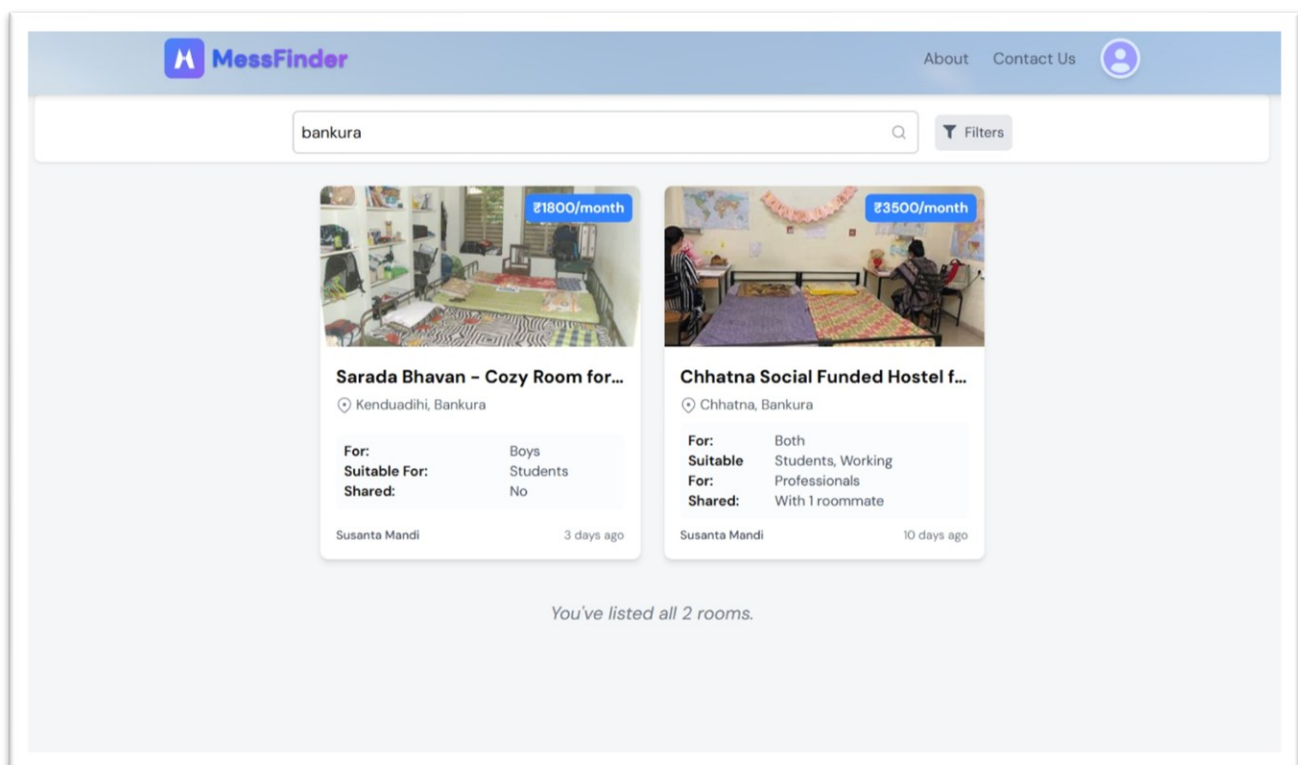 MessFinder
About Contact Us
bankura
Filters
₹1800/month
Sarada Bhavan - Cozy Room for...
Kenduadihi, Bankura
For: Boys
Suitable For: Students
Shared: No
Susanta Mandi 3 days ago
₹3500/month
Chhatna Social Funded Hostel f...
Chhatna, Bankura
For: Both
Suitable For: Students, Working Professionals
Shared: With 1 roommate
Susanta Mandi 10 days ago
You've listed all 2 rooms.